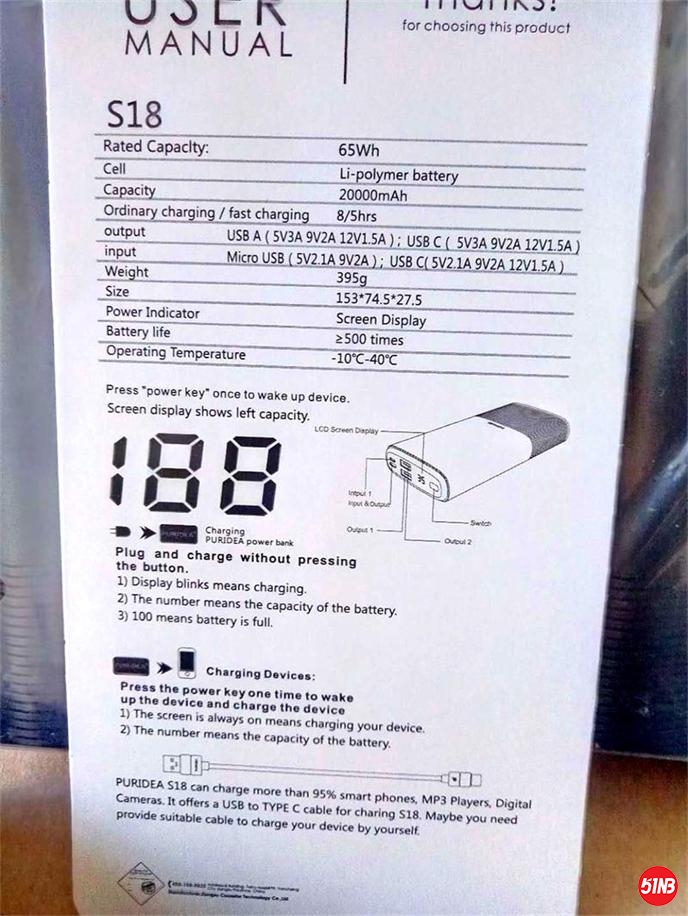 USER
MANUAL
Thanks!
for choosing this product
S18
Rated Capacity: 65Wh
Cell Li-polymer battery
Capacity 20000mAh
Ordinary charging / fast charging 8/5hrs
output USB A ( 5V3A 9V2A 12V1.5A ) ; USB C ( 5V3A 9V2A 12V1.5A )
input Micro USB ( 5V2.1A 9V2A ) ; USB C( 5V2.1A 9V2A 12V1.5A )
Weight 395g
Size 153*74.5*27.5
Power Indicator Screen Display
Battery life ≥500 times
Operating Temperature -10℃-40℃
Press "power key" once to wake up device.
Screen display shows left capacity.
LCD Screen Display
188
35
Intput 1
Input & Output
Output 1
Switch
Output 2
PURIDEA
Charging
PURIDEA power bank
Plug and charge without pressing
the button.
1) Display blinks means charging.
2) The number means the capacity of the battery.
3) 100 means battery is full.
PURIDEA
Charging Devices:
Press the power key one time to wake
up the device and charge the device
1) The screen is always on means charging your device.
2) The number means the capacity of the battery.
PURIDEA S18 can charge more than 95% smart phones, MP3 Players, Digital
Cameras. It offers a USB to TYPE C cable for charing S18. Maybe you need
provide suitable cable to charge your device by yourself.
51NB